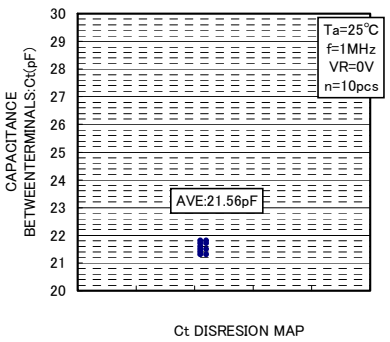 CAPACITANCE
BETWEENTERMINALS:Ct(pF)
30
29
28
27
26
25
24
23
22
21
20
Ta=25°C
f=1MHz
VR=0V
n=10pcs
AVE:21.56pF
Ct DISRESION MAP